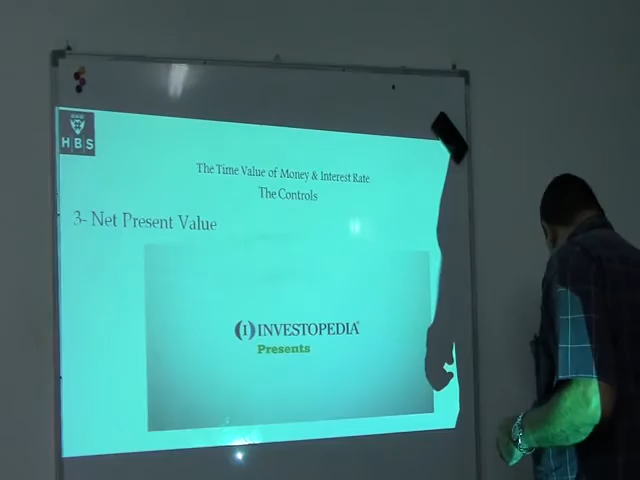 HBS
The Time Value of Money & Interest Rate
The Controls
3- Net Present Value
(I) INVESTOPEDIA
Presents